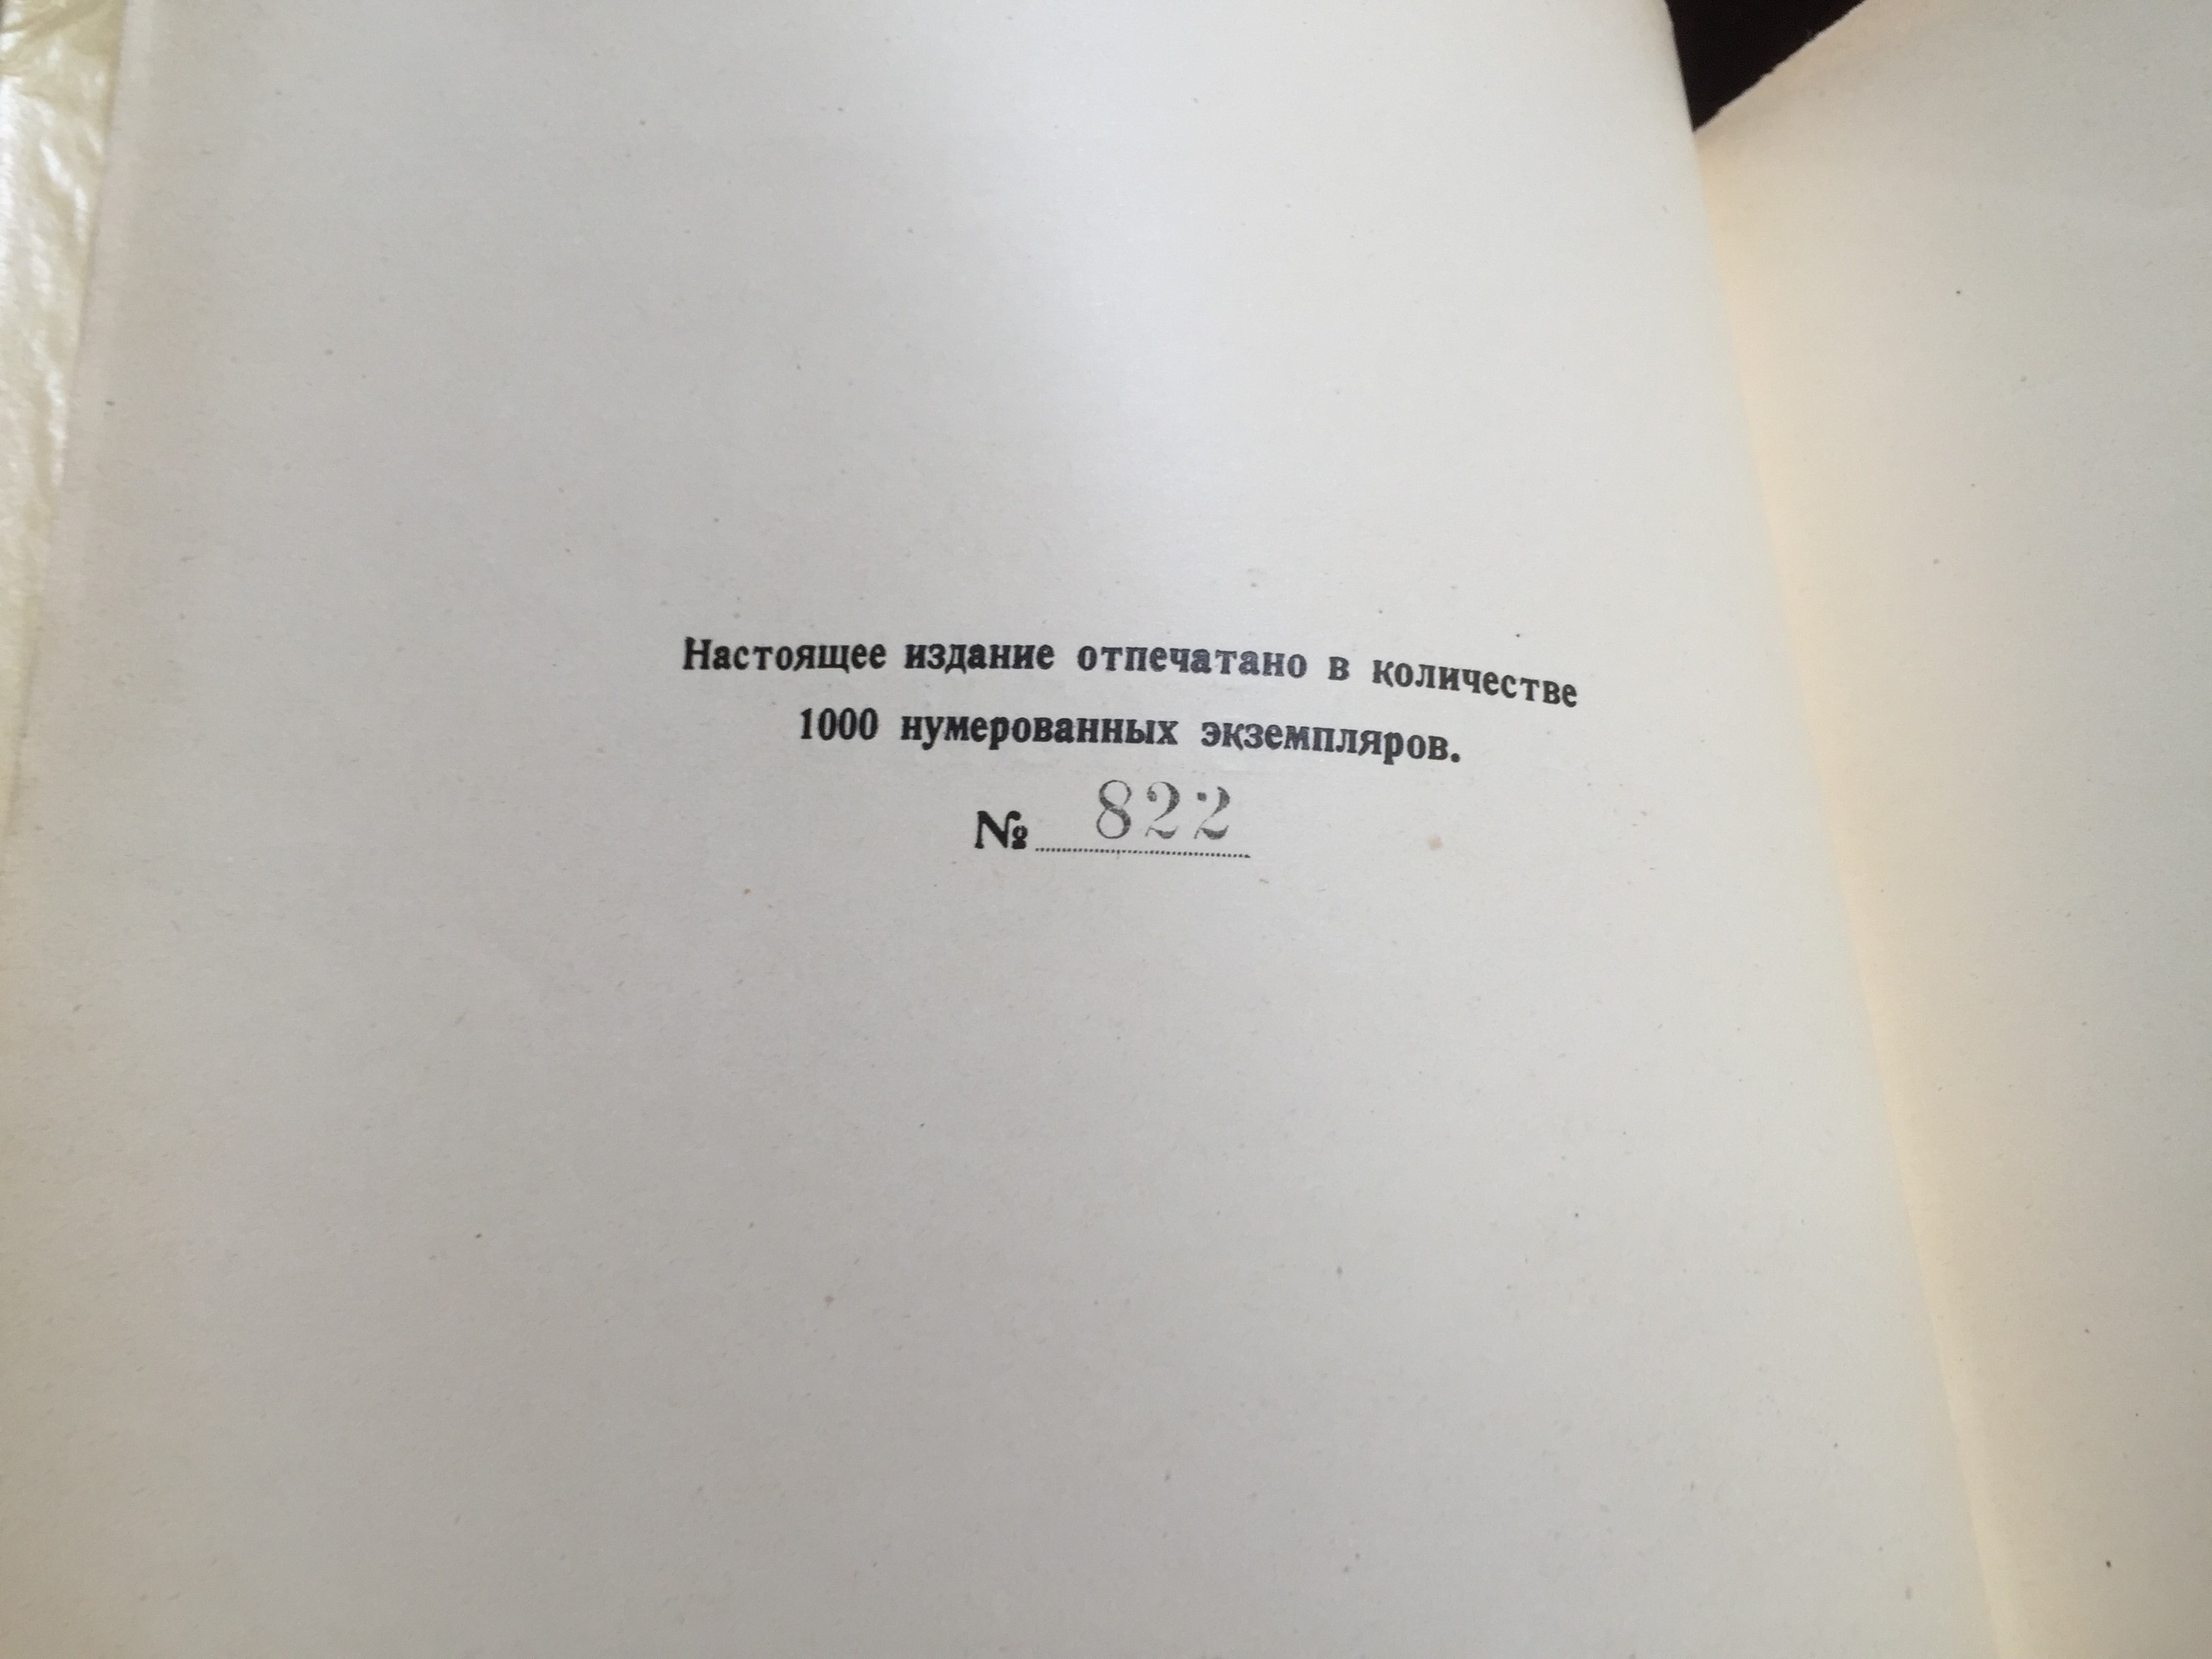 Настоящее издание отпечатано в количестве
1000 нумерованных экземпляров.
№ 822